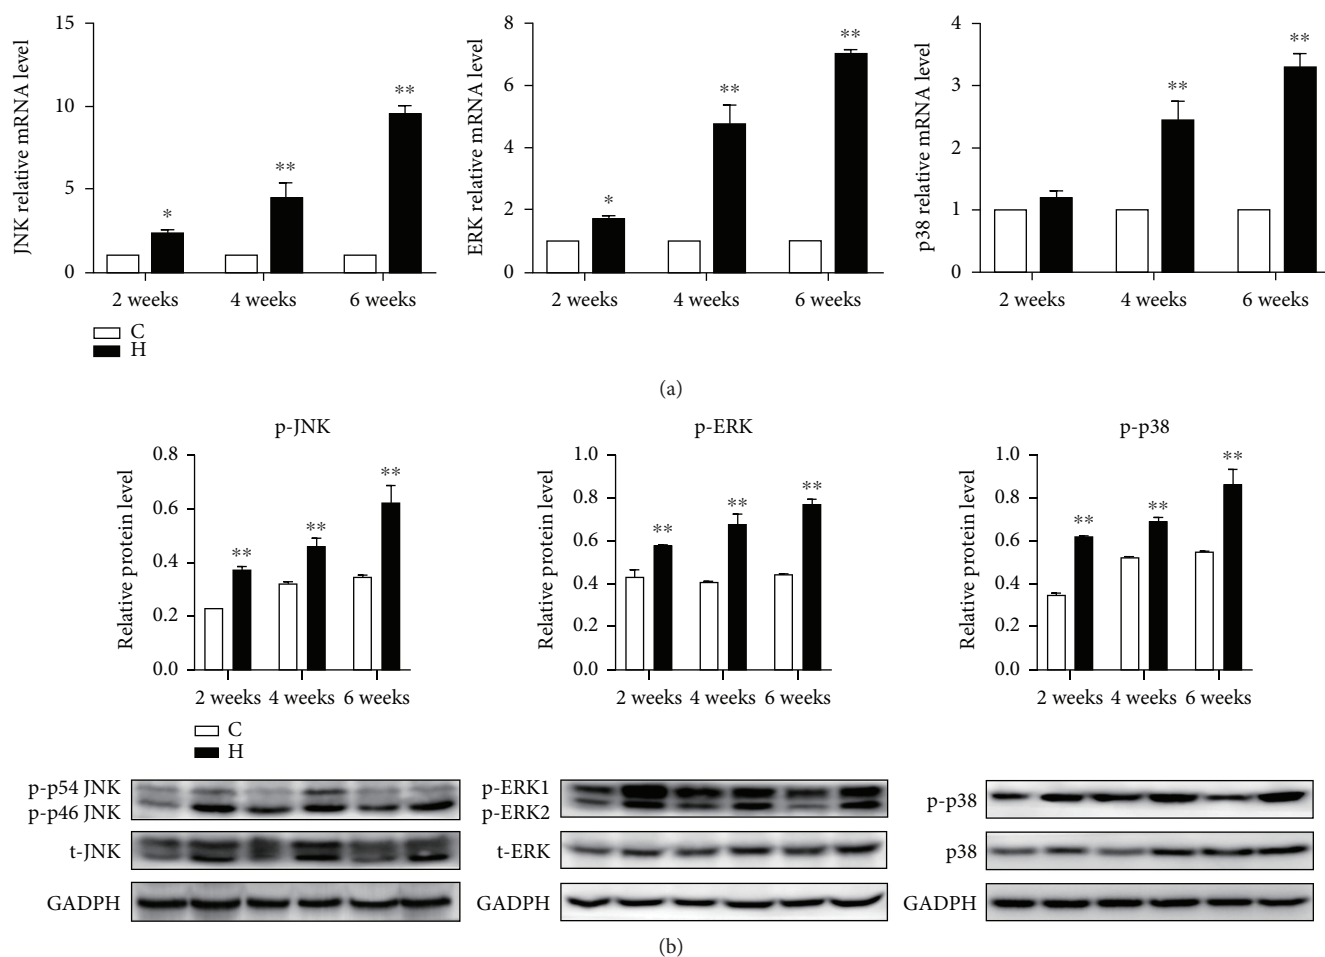 JNK relative mRNA level
15
10
5
0
*
**
**
2 weeks 4 weeks 6 weeks
C
H
ERK relative mRNA level
8
6
4
2
0
*
**
**
2 weeks 4 weeks 6 weeks
p38 relative mRNA level
4
3
2
1
0
**
**
2 weeks 4 weeks 6 weeks
(a)
p-JNK
Relative protein level
0.8
0.6
0.4
0.2
0.0
**
**
**
2 weeks 4 weeks 6 weeks
C
H
p-ERK
Relative protein level
1.0
0.8
0.6
0.4
0.2
0.0
**
**
**
2 weeks 4 weeks 6 weeks
p-p38
Relative protein level
1.0
0.8
0.6
0.4
0.2
0.0
**
**
**
2 weeks 4 weeks 6 weeks
p-p54 JNK
p-p46 JNK
t-JNK
GADPH
p-ERK1
p-ERK2
t-ERK
GADPH
p-p38
p38
GADPH
(b)